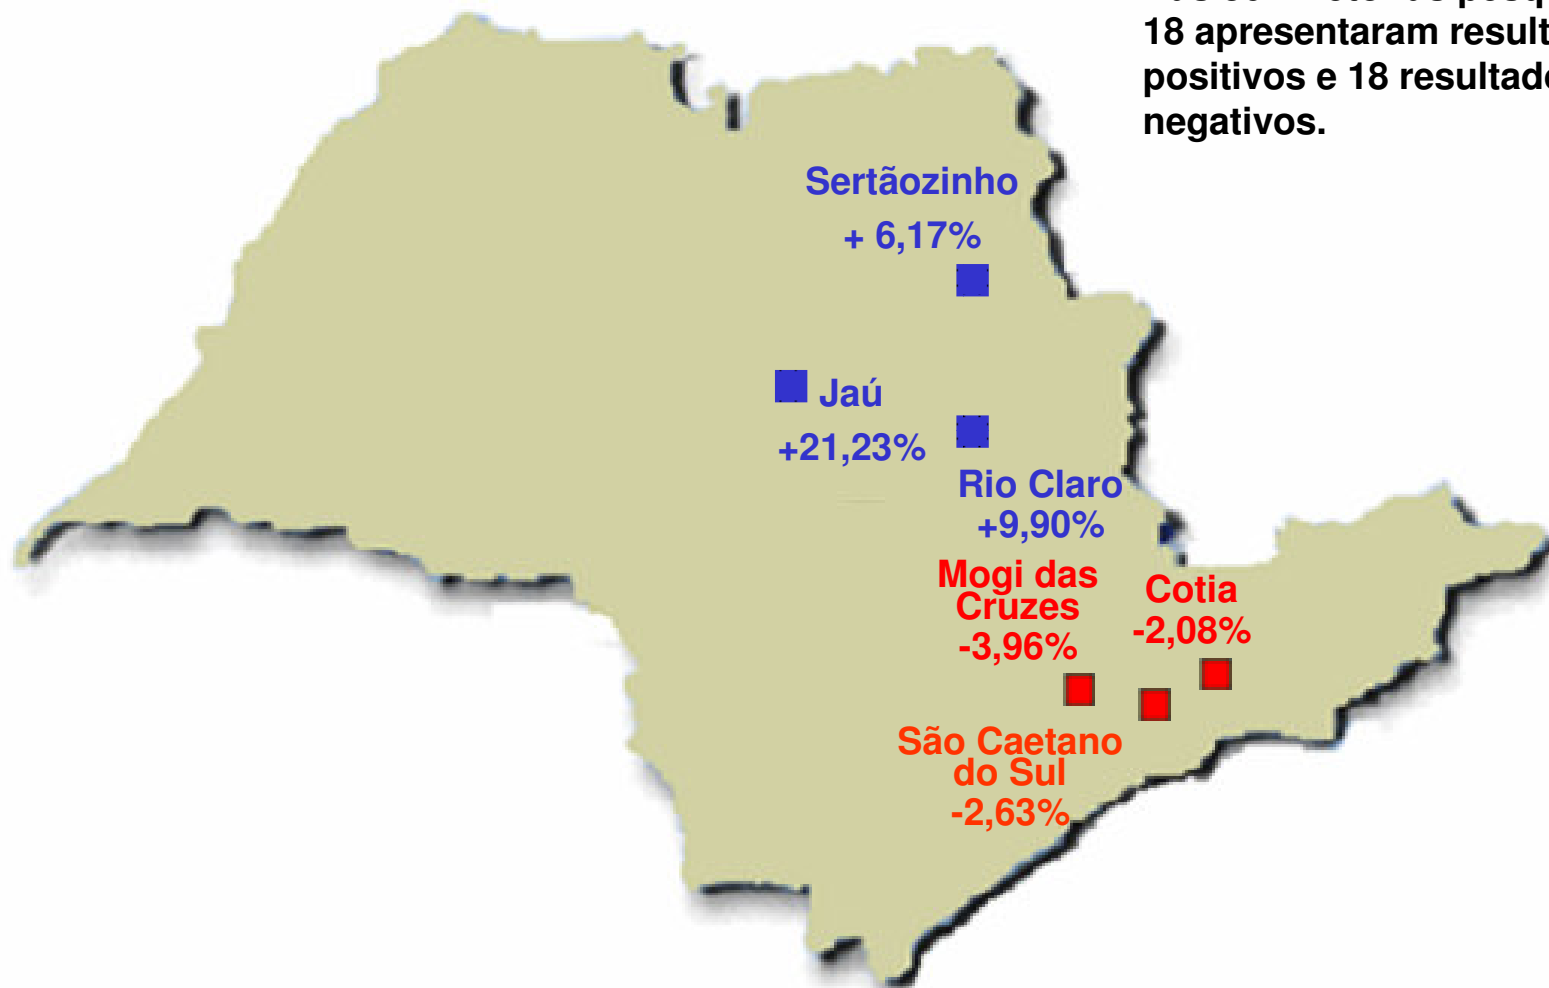 18 apresentaram result
positivos e 18 resultad
negativos.
Sertãozinho
+ 6,17%
Jaú
+21,23%
Rio Claro
+9,90%
Mogi das
Cruzes
-3,96%
Cotia
-2,08%
São Caetano
do Sul
-2,63%